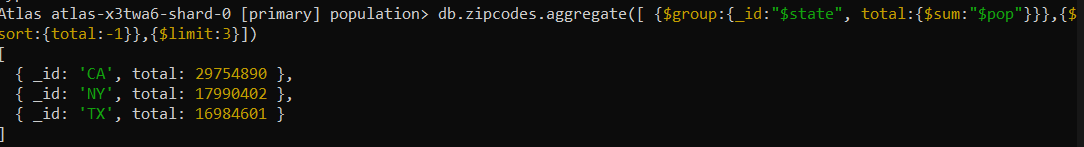 Atlas atlas-x3twa6-shard-0 [primary] population> db.zipcodes.aggregate([ {$group:{_id:"$state", total:{$sum:"$pop"}}},{$
sort:{total:-1}},{$limit:3}])
[
  { _id: 'CA', total: 29754890 },
  { _id: 'NY', total: 17990402 },
  { _id: 'TX', total: 16984601 }
]